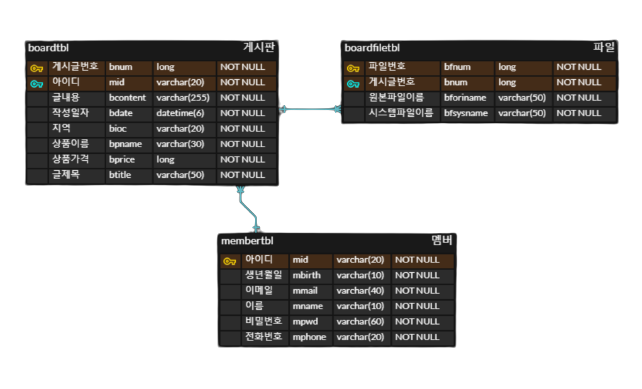 boardtbl 게시판
게시글번호 bnum long NOT NULL
아이디 mid varchar(20) NOT NULL
글내용 bcontent varchar(255) NOT NULL
작성일자 bdate datetime(6) NOT NULL
지역 bioc varchar(20) NOT NULL
상품이름 bpname varchar(30) NOT NULL
상품가격 bprice long NOT NULL
글제목 btitle varchar(50) NOT NULL
boardfiletbl 파일
파일번호 bfnum long NOT NULL
게시글번호 bnum long NOT NULL
원본파일이름 bforiname varchar(50) NOT NULL
시스템파일이름 bfsysname varchar(50) NOT NULL
membertbl 멤버
아이디 mid varchar(20) NOT NULL
생년월일 mbirth varchar(10) NOT NULL
이메일 mmail varchar(40) NOT NULL
이름 mname varchar(10) NOT NULL
비밀번호 mpwd varchar(60) NOT NULL
전화번호 mphone varchar(20) NOT NULL